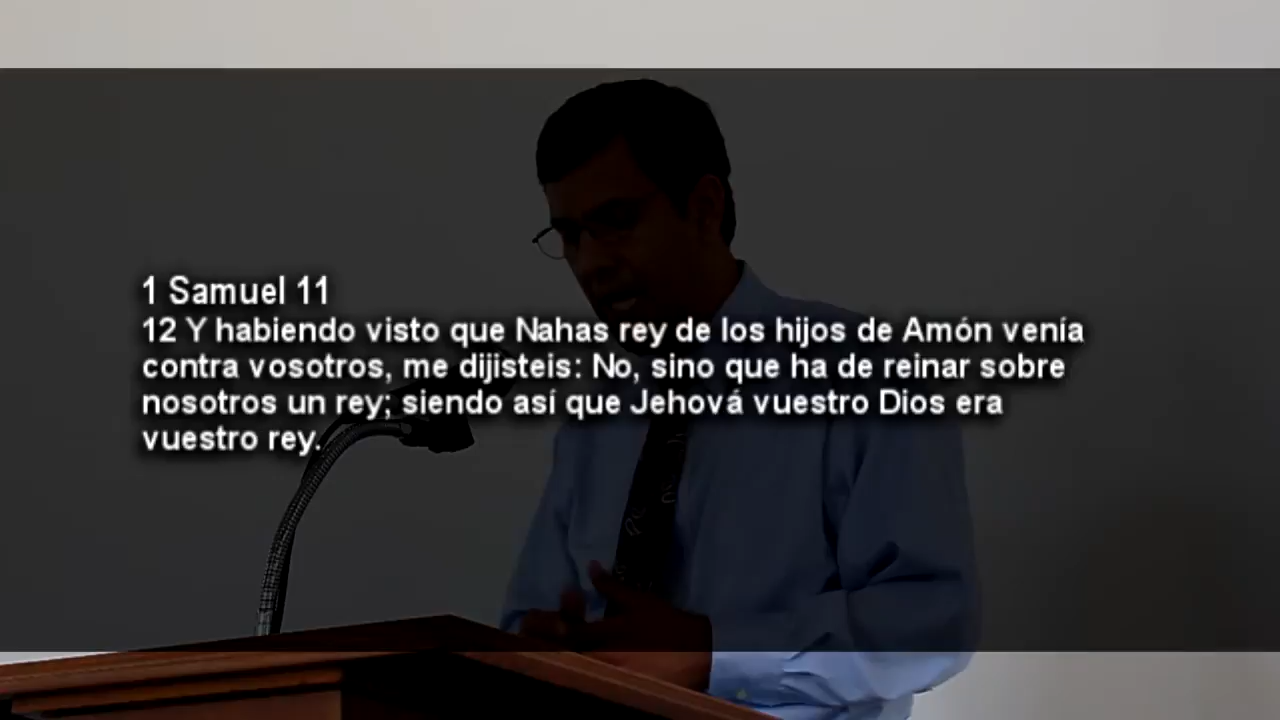 1 Samuel 11
12 Y habiendo visto que Nahas rey de los hijos de Amón venía
contra vosotros, me dijisteis: No, sino que ha de reinar sobre
nosotros un rey; siendo así que Jehová vuestro Dios era
vuestro rey.